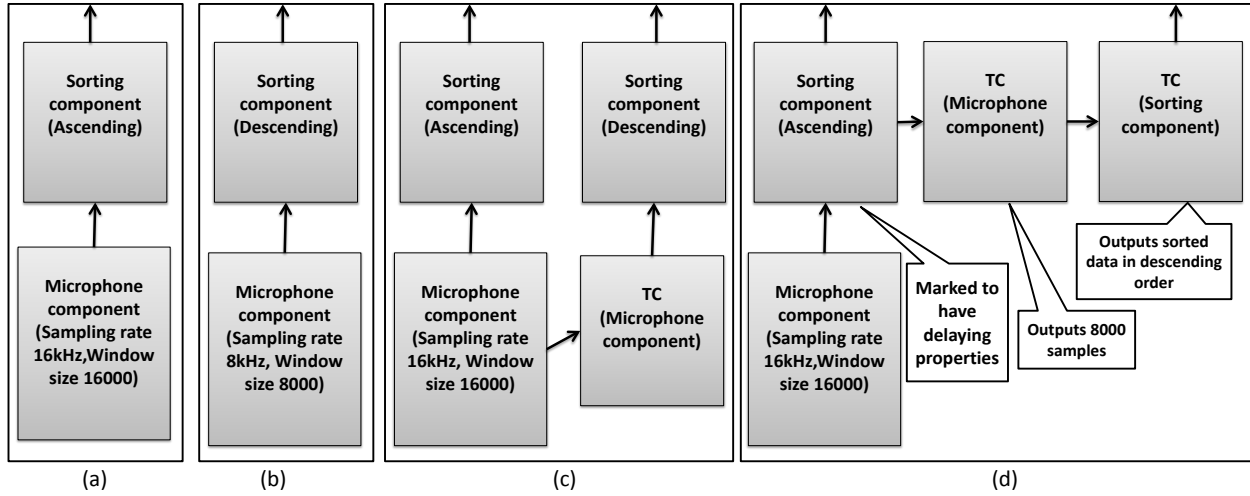 Sorting
component
(Ascending)
Microphone
component
(Sampling rate
16kHz,Window
size 16000)
(a)
Sorting
component
(Descending)
Microphone
component
(Sampling rate
8kHz, Window
size 8000)
(b)
Sorting
component
(Ascending)
Sorting
component
(Descending)
Microphone
component
(Sampling rate
16kHz, Window
size 16000)
TC
(Microphone
component)
(c)
Sorting
component
(Ascending)
TC
(Microphone
component)
TC
(Sorting
component)
Microphone
component
(Sampling rate
16kHz,Window
size 16000)
Marked to
have
delaying
properties
Outputs 8000
samples
Outputs sorted
data in descending
order
(d)